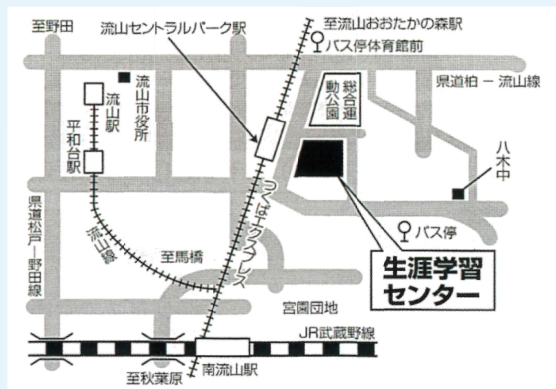 至野田
流山セントラルパーク駅
至流山おおたかの森駅
バス停体育館前
流山市役所
流山駅
平和台駅
総合運
動公園
県道柏－流山線
八木中
県道松戸―野田線
流山線
至馬橋
つくばエクスプレス
バス停
生涯学習
センター
宮園団地
JR武蔵野線
至秋葉原
南流山駅